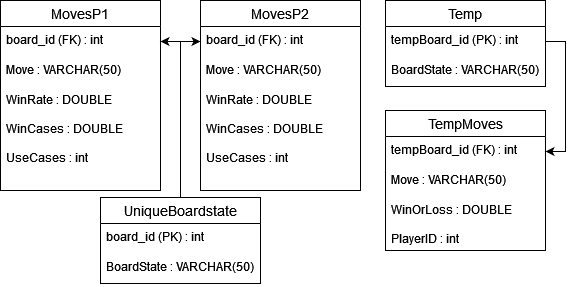 MovesP1
board_id (FK) : int
Move : VARCHAR(50)
WinRate : DOUBLE
WinCases : DOUBLE
UseCases : int
MovesP2
board_id (FK) : int
Move : VARCHAR(50)
WinRate : DOUBLE
WinCases : DOUBLE
UseCases : int
Temp
tempBoard_id (PK) : int
BoardState : VARCHAR(50)
TempMoves
tempBoard_id (FK) : int
Move : VARCHAR(50)
WinOrLoss : DOUBLE
PlayerID : int
UniqueBoardstate
board_id (PK) : int
BoardState : VARCHAR(50)